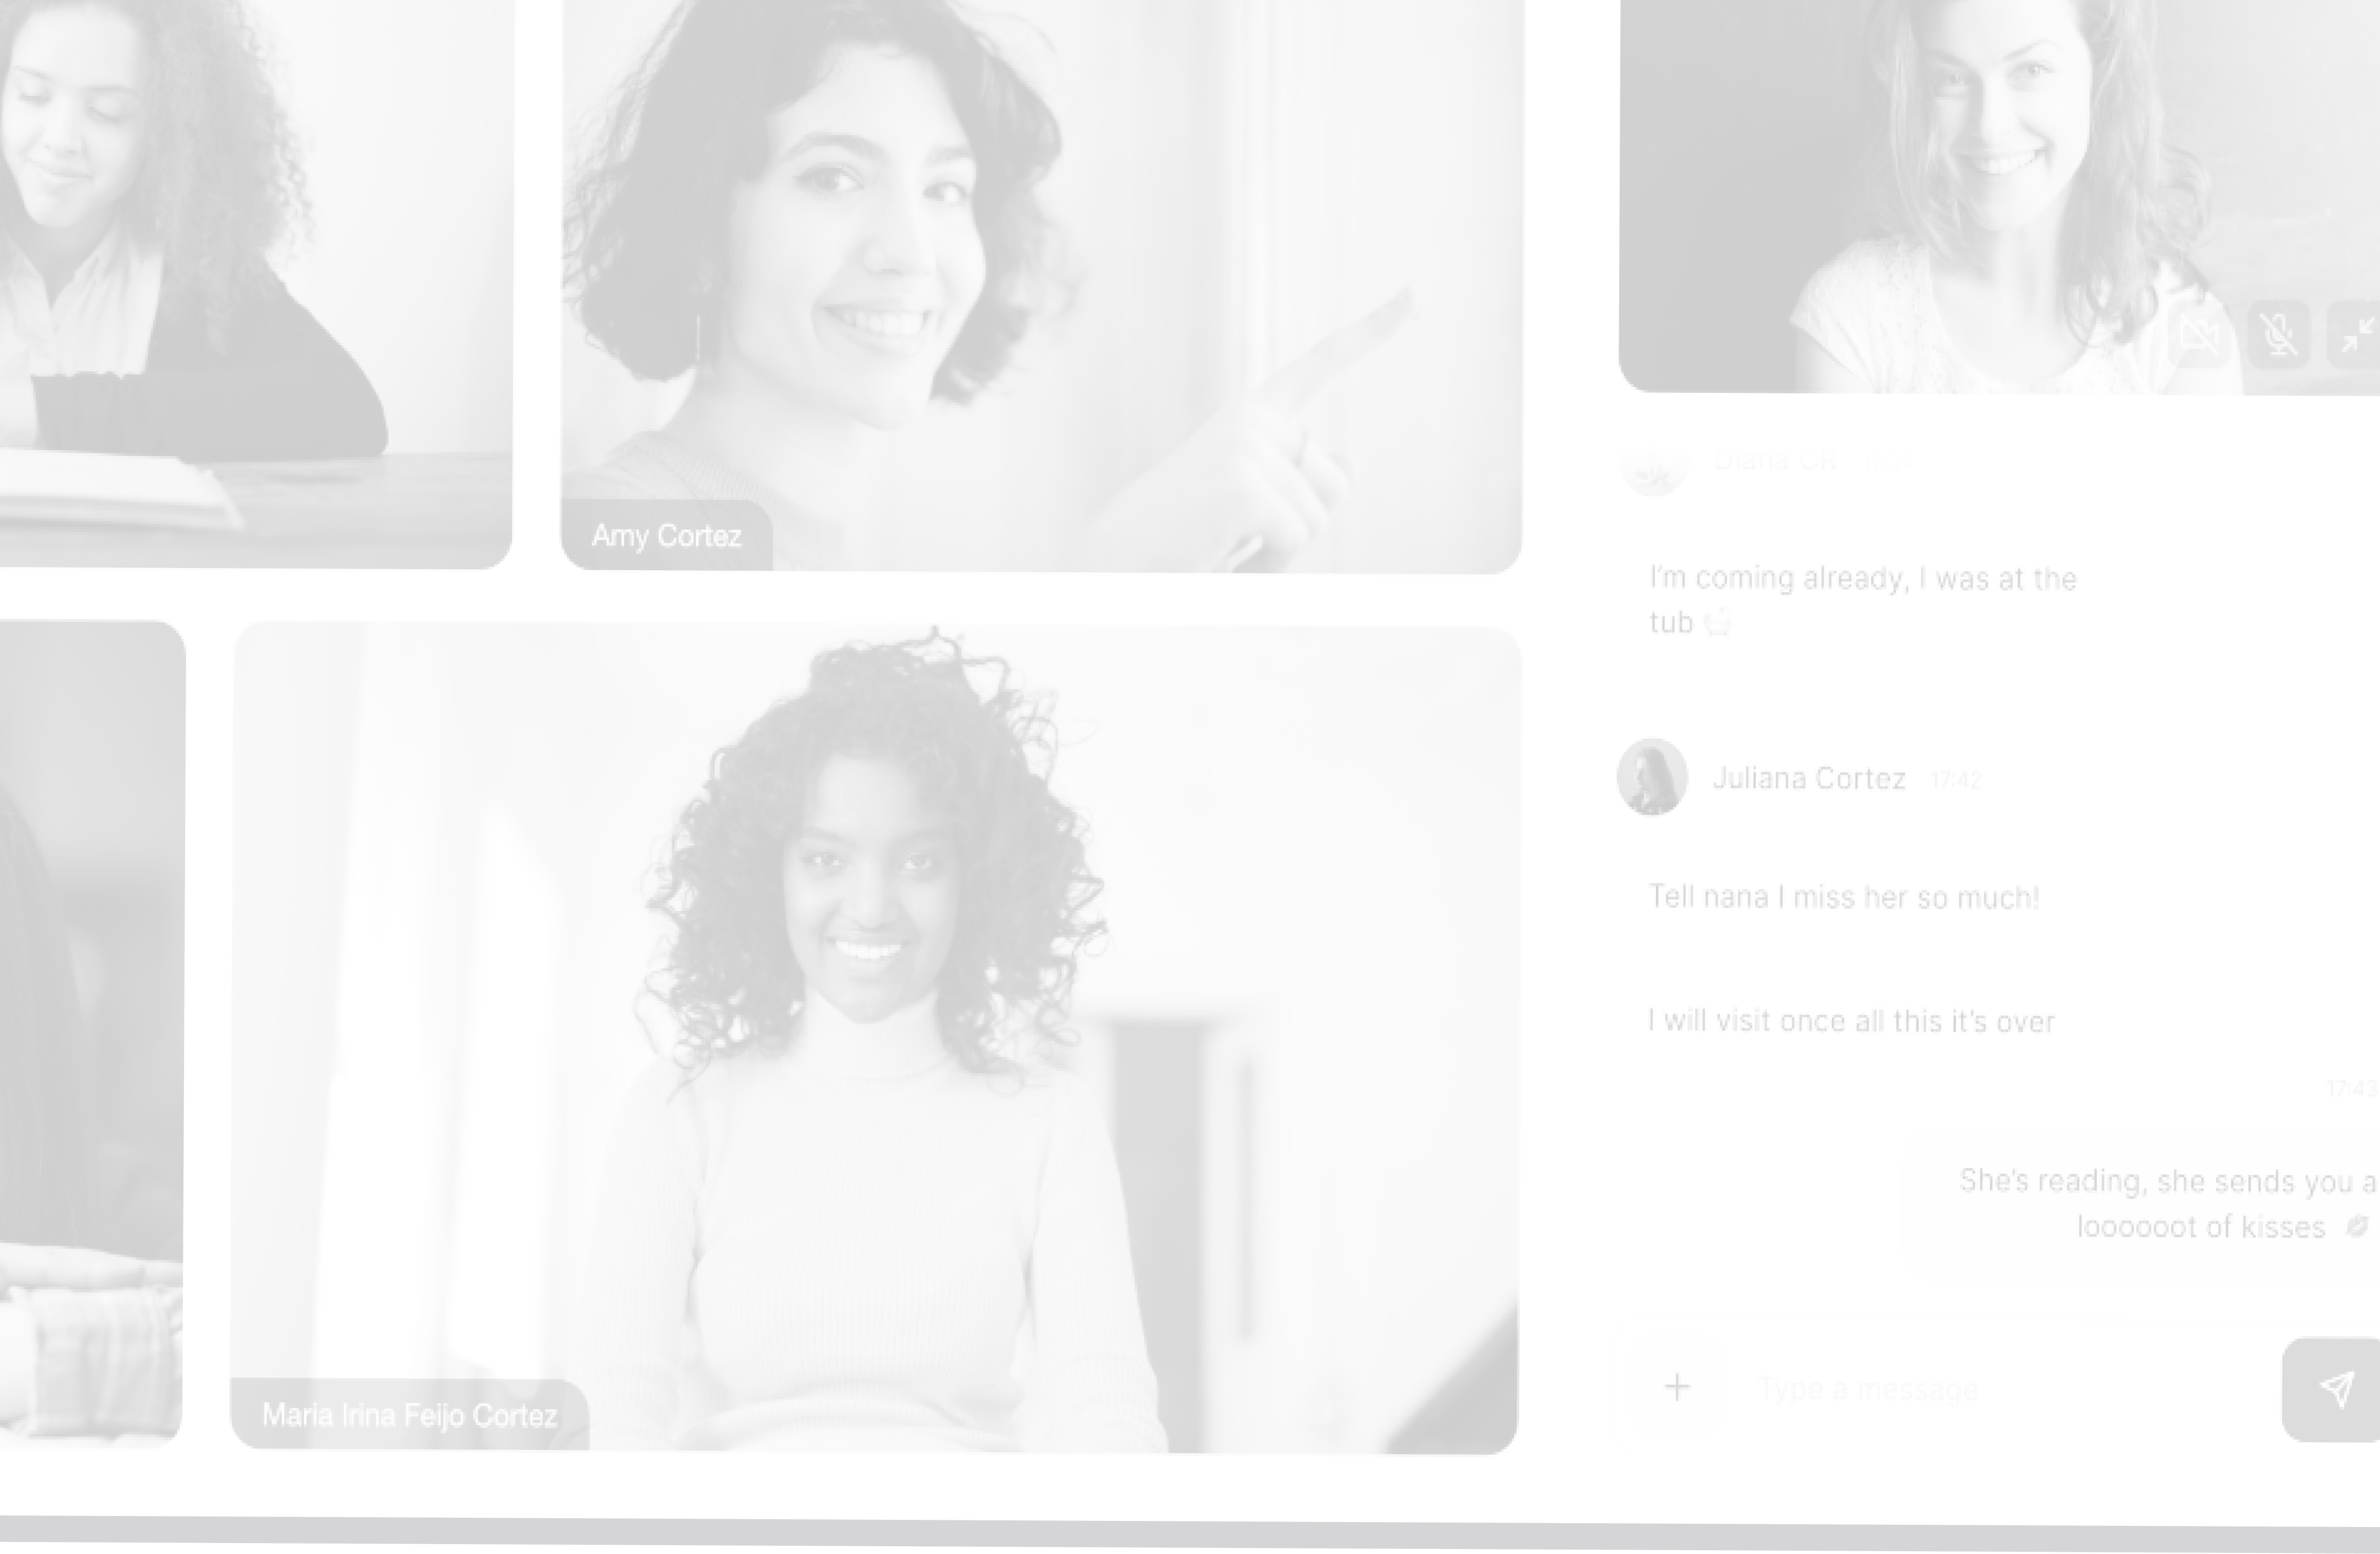 Amy Cortez
Maria Irina Feijo Cortez
Diana CR
I'm coming already, I was at the
tub
Juliana Cortez 17:42
Tell nana I miss her so much!
I will visit once all this it's over
17:43
She's reading, she sends you a
loooooot of kisses
Type a message